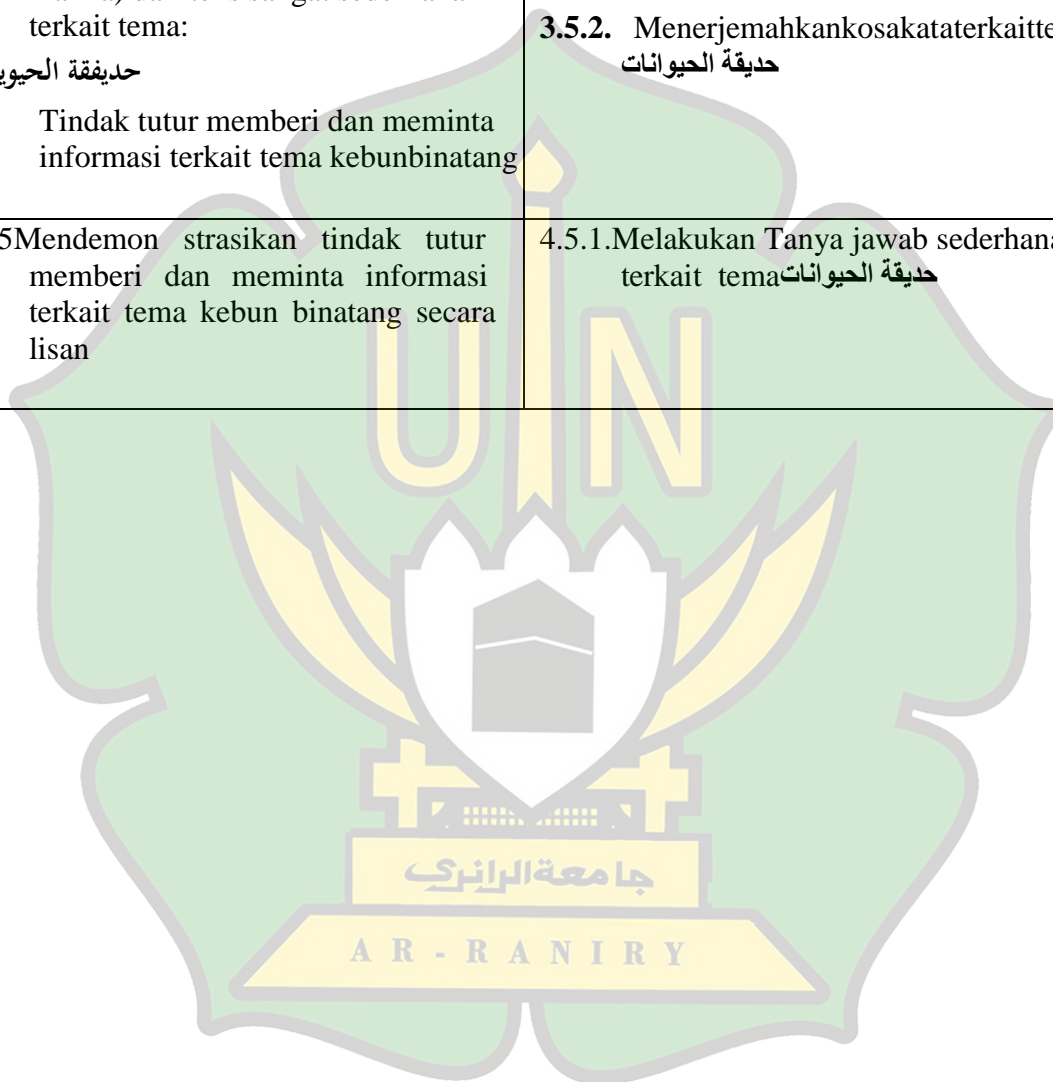 terkait tema:
حديفقة
Tindak tutur memberi dan meminta
informasi terkait tema kebunbinatang
3.5.2. Menerjemahkankosakataterkaitte
حديقة الحيوانات
5Mendemon strasikan tindak tutur
memberi dan meminta informasi
terkait tema kebun binatang secara
lisan
4.5.1.Melakukan Tanya jawab sederhana
terkait temaحديقة الحيوانات
UIN
جامعةالرانري
AR-RANIRY